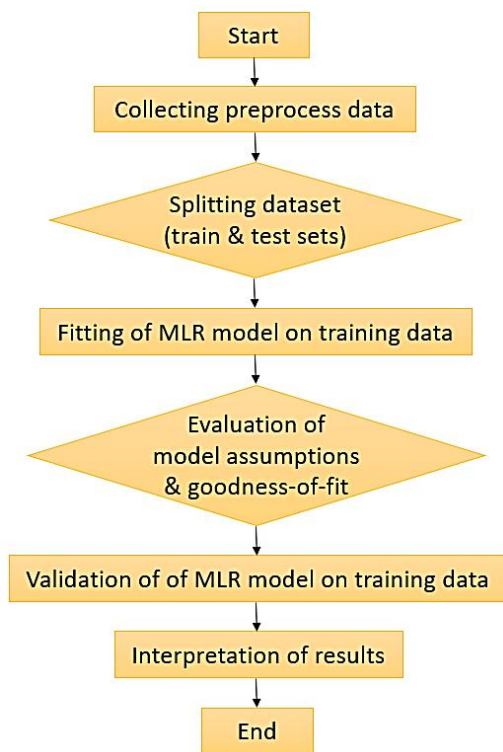 Start
Collecting preprocess data
Splitting dataset
(train & test sets)
Fitting of MLR model on training data
Evaluation of
model assumptions
& goodness-of-fit
Validation of of MLR model on training data
Interpretation of results
End